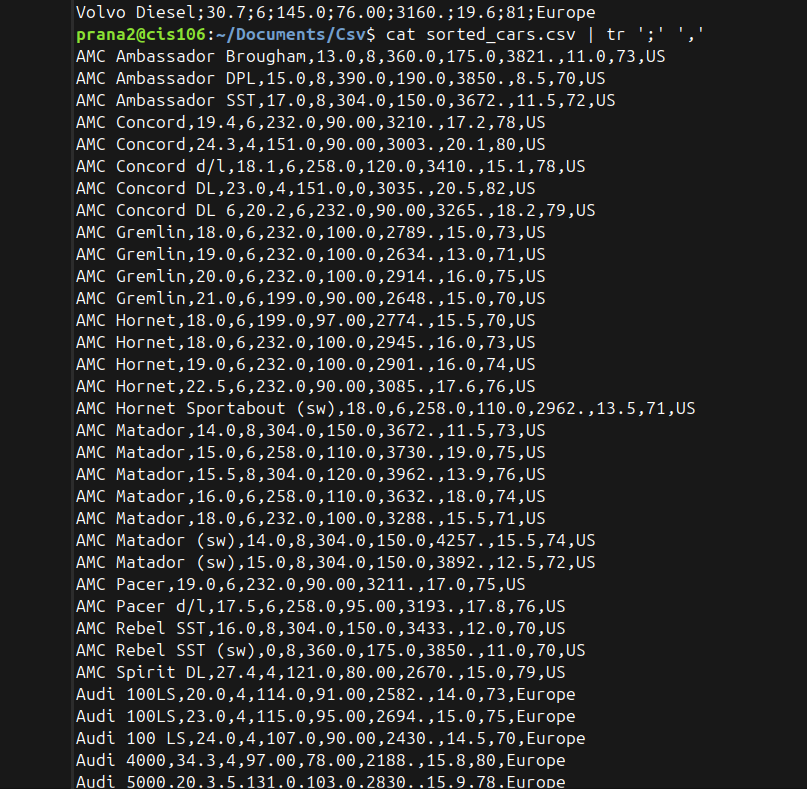 Volvo Diesel;30.7;6;145.0;76.00;3160.;19.6;81;Europe
prana2@cis106:~/Documents/Csv$ cat sorted_cars.csv | tr ';' ','
AMC Ambassador Brougham,13.0,8,360.0,175.0,3821.,11.0,73,US
AMC Ambassador DPL,15.0,8,390.0,190.0,3850.,8.5,70,US
AMC Ambassador SST,17.0,8,304.0,150.0,3672.,11.5,72,US
AMC Concord,19.4,6,232.0,90.00,3210.,17.2,78,US
AMC Concord,24.3,4,151.0,90.00,3003.,20.1,80,US
AMC Concord d/l,18.1,6,258.0,120.0,3410.,15.1,78,US
AMC Concord DL,23.0,4,151.0,0,3035.,20.5,82,US
AMC Concord DL 6,20.2,6,232.0,90.00,3265.,18.2,79,US
AMC Gremlin,18.0,6,232.0,100.0,2789.,15.0,73,US
AMC Gremlin,19.0,6,232.0,100.0,2634.,13.0,71,US
AMC Gremlin,20.0,6,232.0,100.0,2914.,16.0,75,US
AMC Gremlin,21.0,6,199.0,90.00,2648.,15.0,70,US
AMC Hornet,18.0,6,199.0,97.00,2774.,15.5,70,US
AMC Hornet,18.0,6,232.0,100.0,2945.,16.0,73,US
AMC Hornet,19.0,6,232.0,100.0,2901.,16.0,74,US
AMC Hornet,22.5,6,232.0,90.00,3085.,17.6,76,US
AMC Hornet Sportabout (sw),18.0,6,258.0,110.0,2962.,13.5,71,US
AMC Matador,14.0,8,304.0,150.0,3672.,11.5,73,US
AMC Matador,15.0,6,258.0,110.0,3730.,19.0,75,US
AMC Matador,15.5,8,304.0,120.0,3962.,13.9,76,US
AMC Matador,16.0,6,258.0,110.0,3632.,18.0,74,US
AMC Matador,18.0,6,232.0,100.0,3288.,15.5,71,US
AMC Matador (sw),14.0,8,304.0,150.0,4257.,15.5,74,US
AMC Matador (sw),15.0,8,304.0,150.0,3892.,12.5,72,US
AMC Pacer,19.0,6,232.0,90.00,3211.,17.0,75,US
AMC Pacer d/l,17.5,6,258.0,95.00,3193.,17.8,76,US
AMC Rebel SST,16.0,8,304.0,150.0,3433.,12.0,70,US
AMC Rebel SST (sw),0,8,360.0,175.0,3850.,11.0,70,US
AMC Spirit DL,27.4,4,121.0,80.00,2670.,15.0,79,US
Audi 100LS,20.0,4,114.0,91.00,2582.,14.0,73,Europe
Audi 100LS,23.0,4,115.0,95.00,2694.,15.0,75,Europe
Audi 100 LS,24.0,4,107.0,90.00,2430.,14.5,70,Europe
Audi 4000,34.3,4,97.00,78.00,2188.,15.8,80,Europe
Audi 5000,20.3,5,131.0,103.0,2830.,15.9,78,Europe